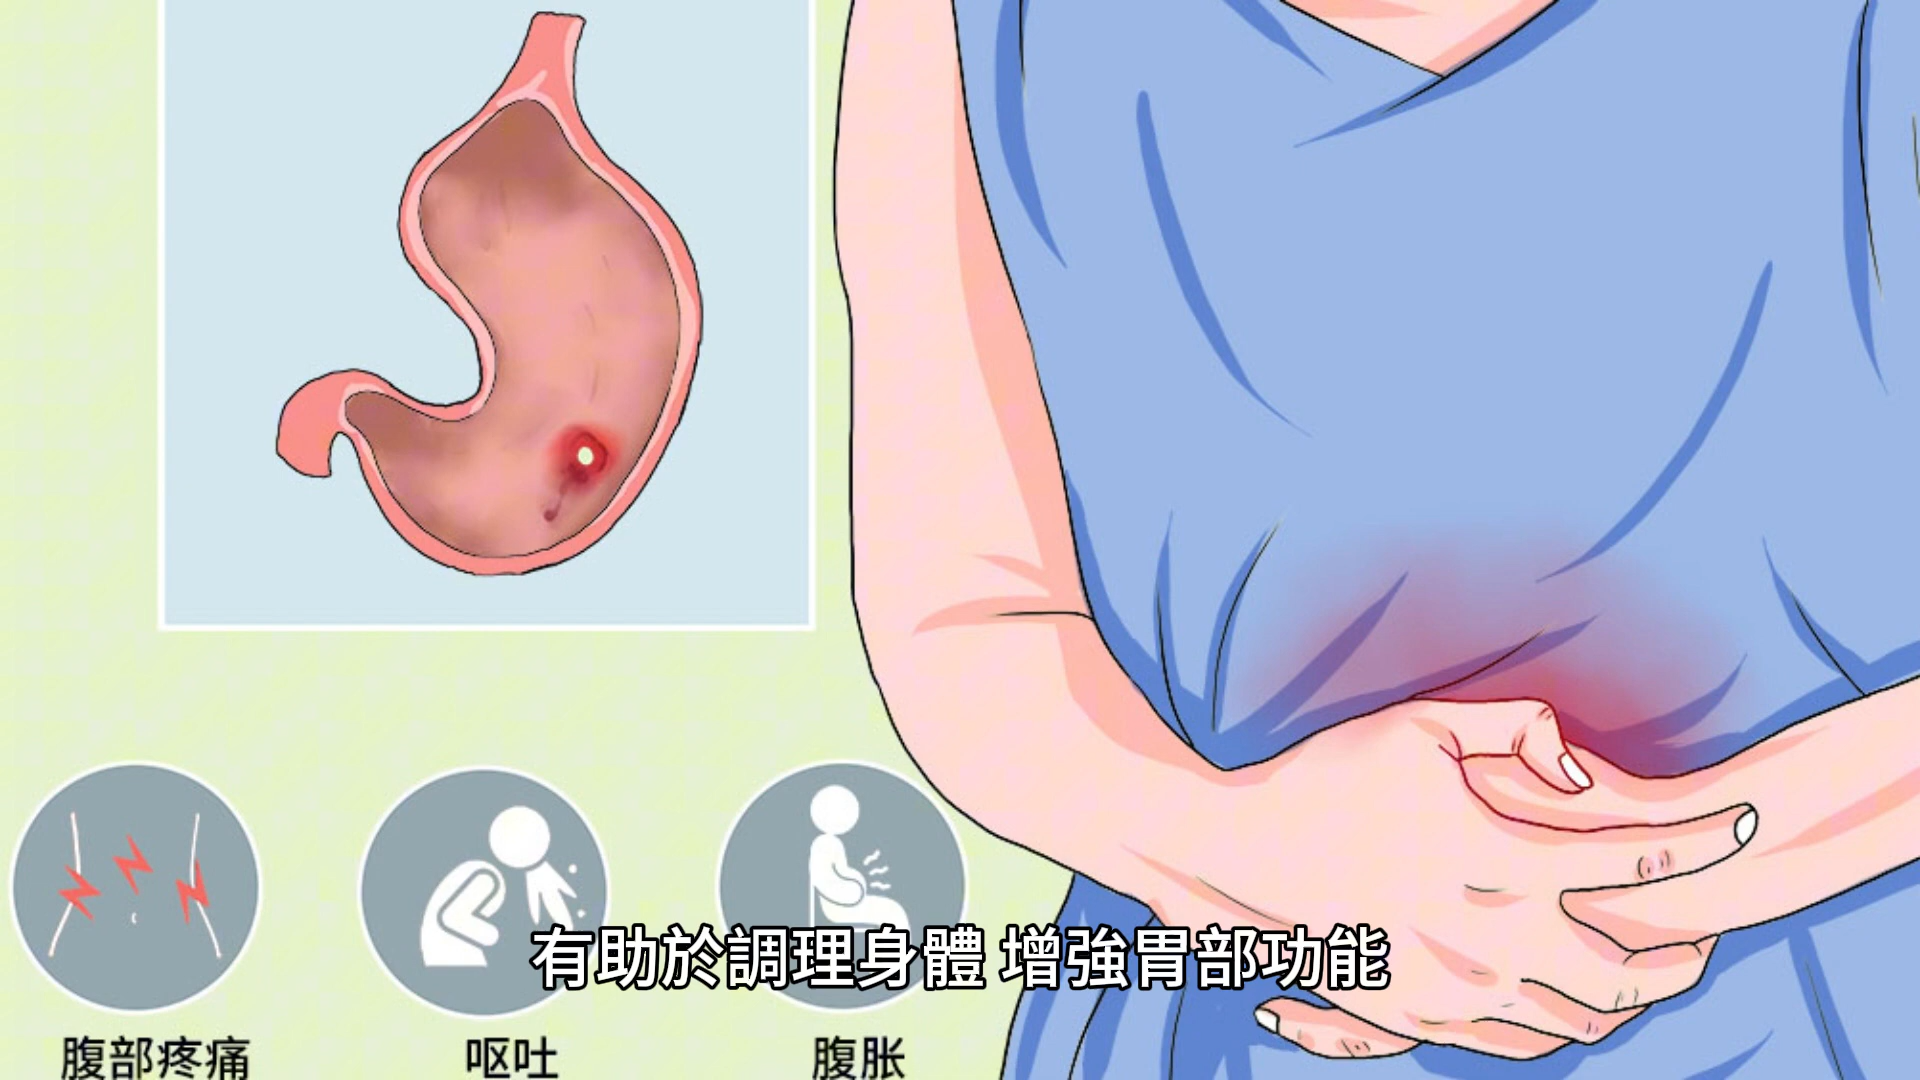 有助於調理身體 增強胃部功能
腹部疼痛
呕吐
腹胀